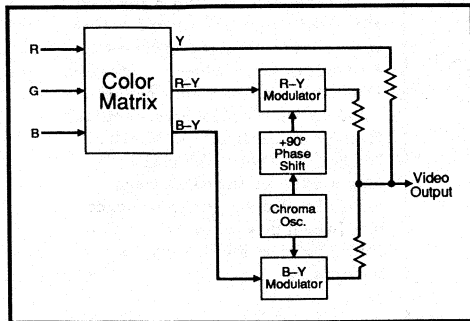 R
G
B
Color
Matrix
Y
R–Y
B–Y
R–Y
Modulator
+90°
Phase
Shift
Chroma
Osc.
B–Y
Modulator
Video
Output